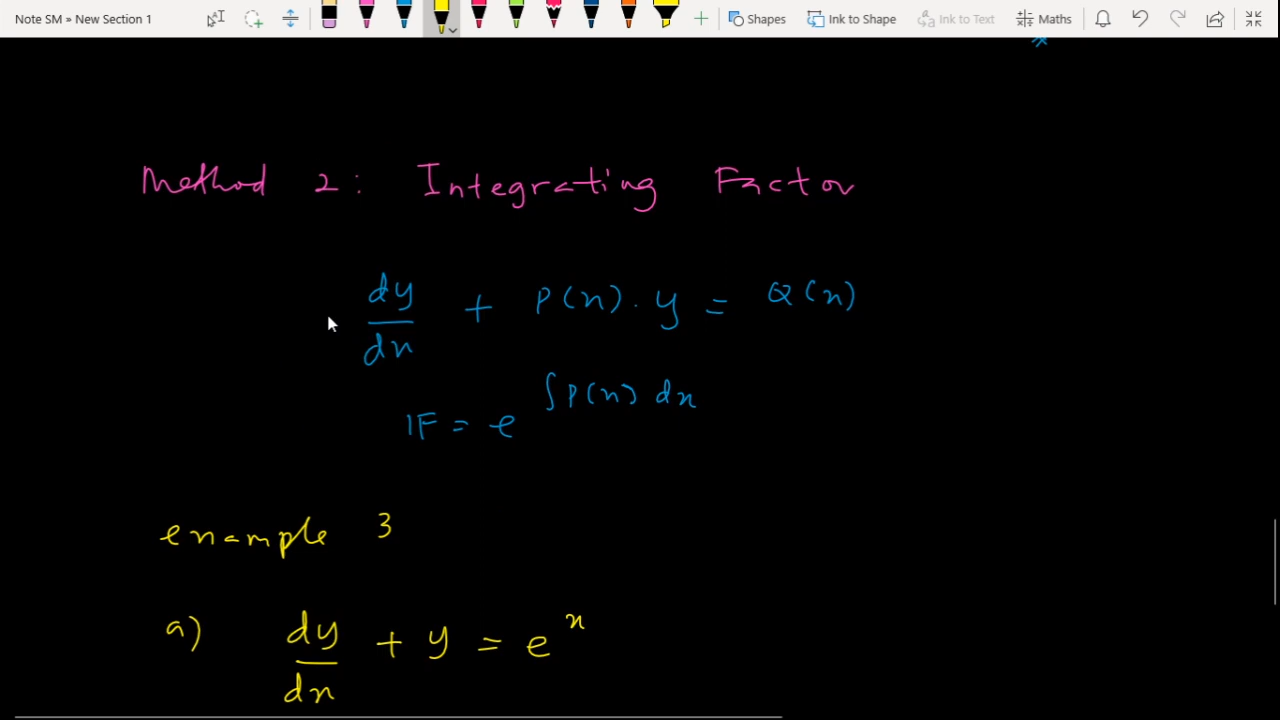 Note SM » New Section 1 Shapes Ink to Shape Ink to Text Maths
Method 2: Integrating Factor
dy/dx + P(x) . y = Q(x)
IF = e^∫P(x) dx
example 3
a) dy/dx + y = e^x